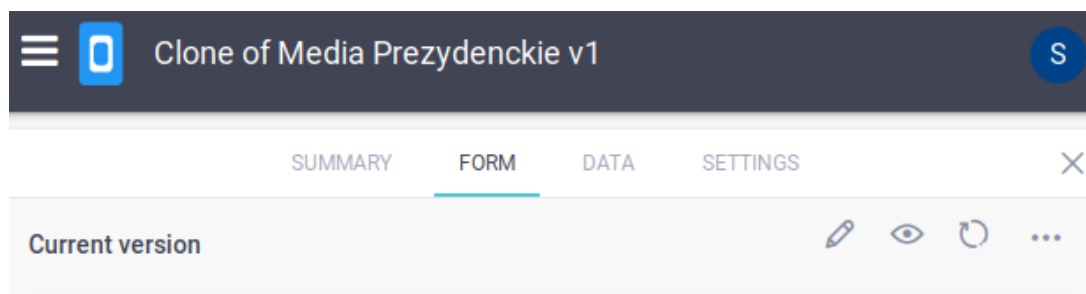 Clone of Media Prezydenckie v1
S
SUMMARY FORM DATA SETTINGS
Current version